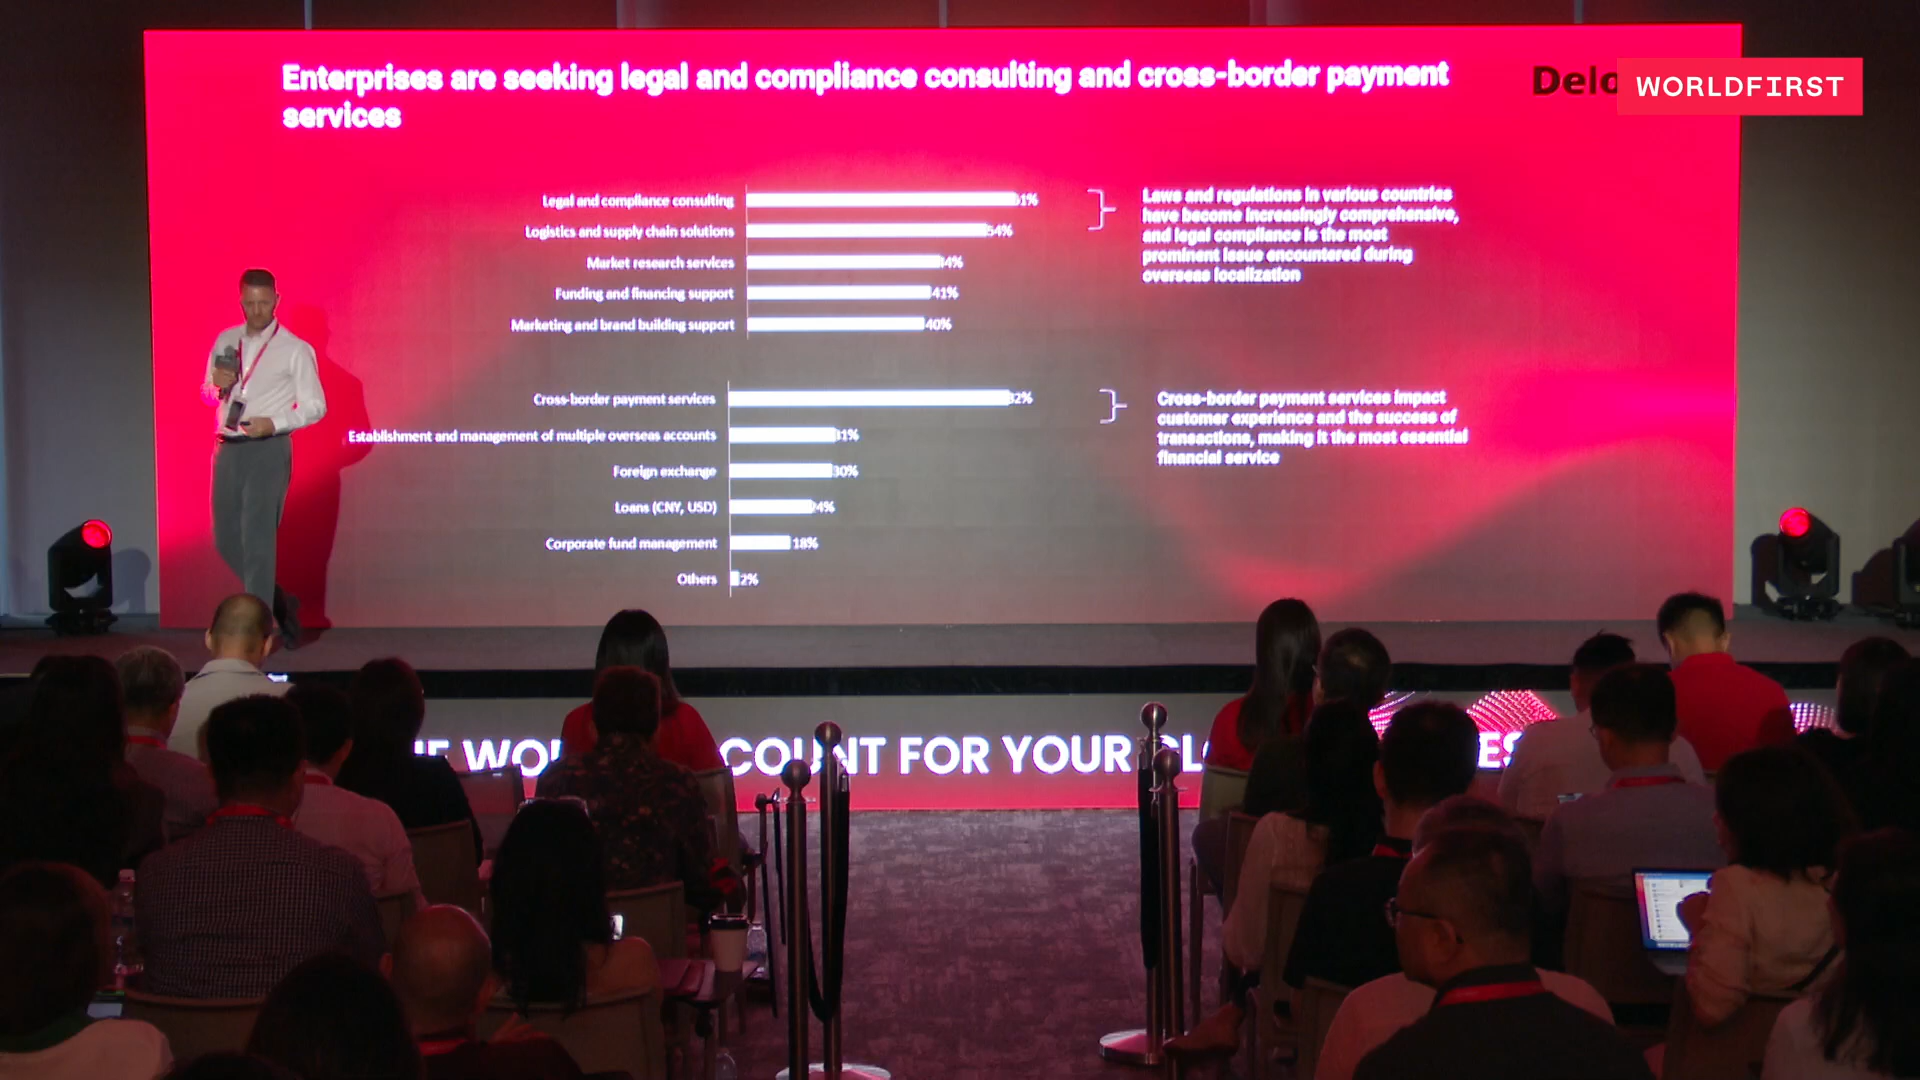 Enterprises are seeking legal and compliance consulting and cross-border payment
services
Delo
WORLDFIRST
Legal and compliance consulting
Logistics and supply chain solutions 54%
Market research services
Funding and financing support 41%
Marketing and brand building support 40%
Laws and regulations in various countries
have become increasingly comprehensive,
and legal compliance is the most
prominent issue encountered during
overseas localization
Cross-border payment services
Establishment and management of multiple overseas accounts
Foreign exchange 30%
Loans (CNY, USD)
Corporate fund management 18%
Others 2%
Cross-border payment services impact
customer experience and the success of
transactions, making it the most essential
financial service
FOR YOUR